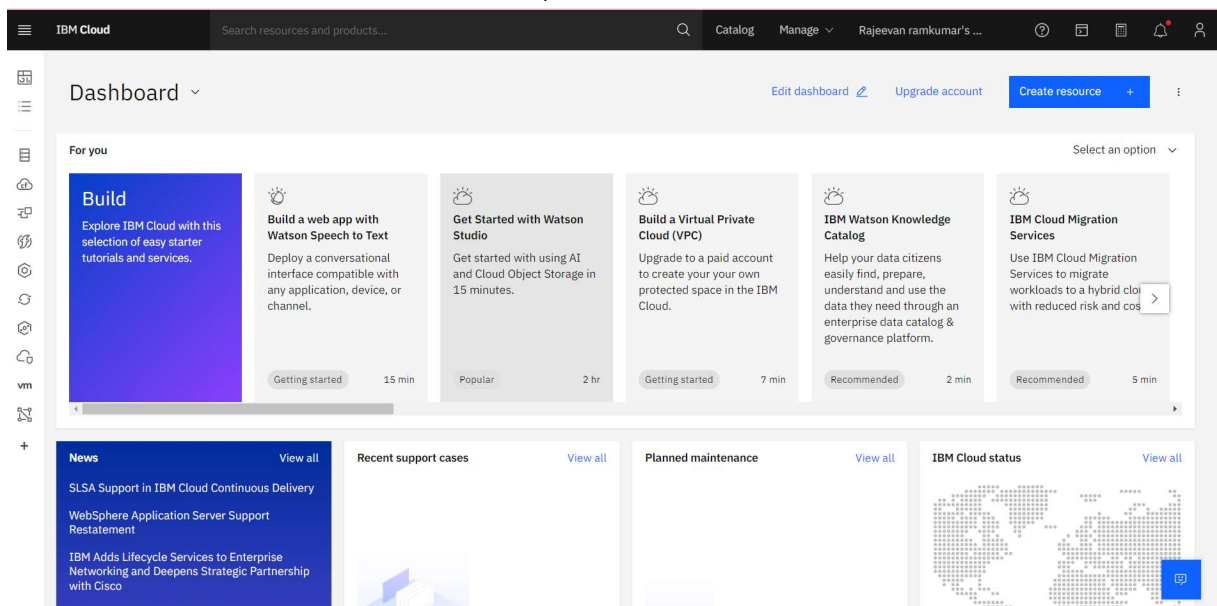 IBM Cloud
Search resources and products...
Catalog
Manage
Rajeevan ramkumar's ...
Dashboard
Edit dashboard
Upgrade account
Create resource +
For you
Select an option
Build
Explore IBM Cloud with this
selection of easy starter
tutorials and services.
Build a web app with
Watson Speech to Text
Deploy a conversational
interface compatible with
any application, device, or
channel.
Getting started
15 min
Get Started with Watson
Studio
Get started with using AI
and Cloud Object Storage in
15 minutes.
Popular
2 hr
Build a Virtual Private
Cloud (VPC)
Upgrade to a paid account
to create your your own
protected space in the IBM
Cloud.
Getting started
7 min
IBM Watson Knowledge
Catalog
Help your data citizens
easily find, prepare,
understand and use the
data they need through an
enterprise data catalog &
governance platform.
Recommended
2 min
IBM Cloud Migration
Services
Use IBM Cloud Migration
Services to migrate
workloads to a hybrid clo
with reduced risk and cos
Recommended
5 min
vm
News
View all
SLSA Support in IBM Cloud Continuous Delivery
WebSphere Application Server Support
Restatement
IBM Adds Lifecycle Services to Enterprise
Networking and Deepens Strategic Partnership
with Cisco
Recent support cases
View all
Planned maintenance
View all
IBM Cloud status
View all